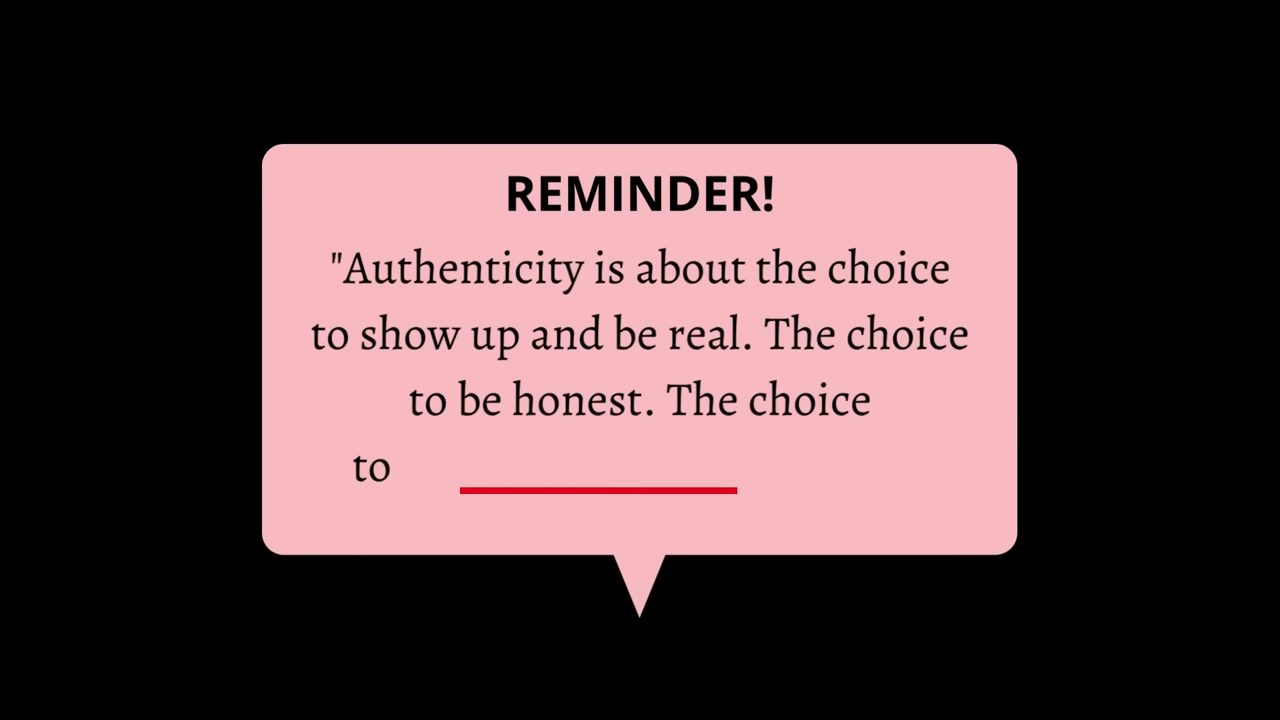 REMINDER!
"Authenticity is about the choice
to show up and be real. The choice
to be honest. The choice
to